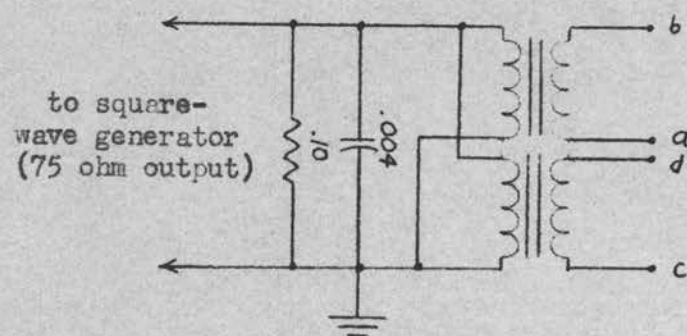 to square-
wave generator
(75 ohm output)
.10
.004
b
a
d
c